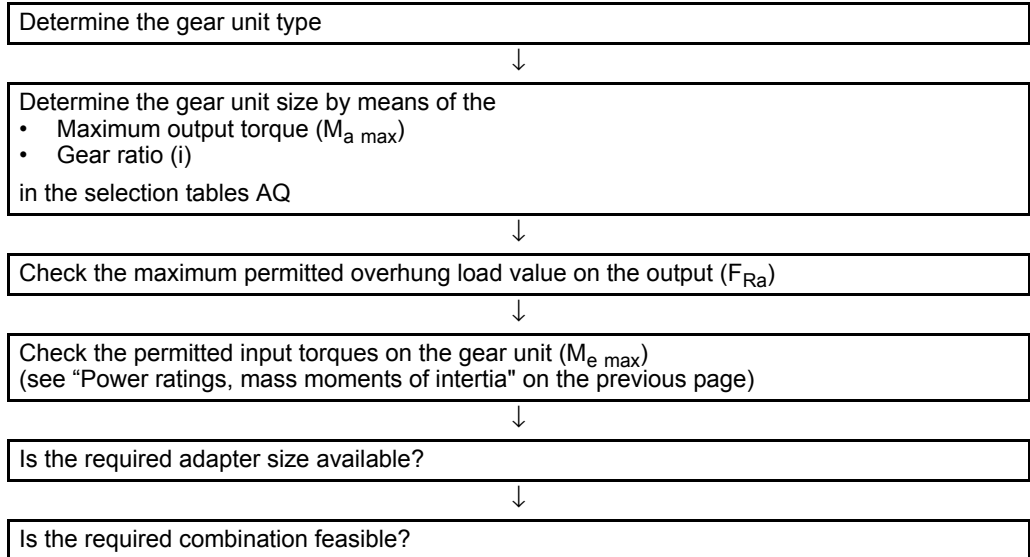 Determine the gear unit type
↓
Determine the gear unit size by means of the
• Maximum output torque (Ma max)
• Gear ratio (i)
in the selection tables AQ
↓
Check the maximum permitted overhung load value on the output (FRa)
↓
Check the permitted input torques on the gear unit (Me max)
(see “Power ratings, mass moments of intertia" on the previous page)
↓
Is the required adapter size available?
↓
Is the required combination feasible?